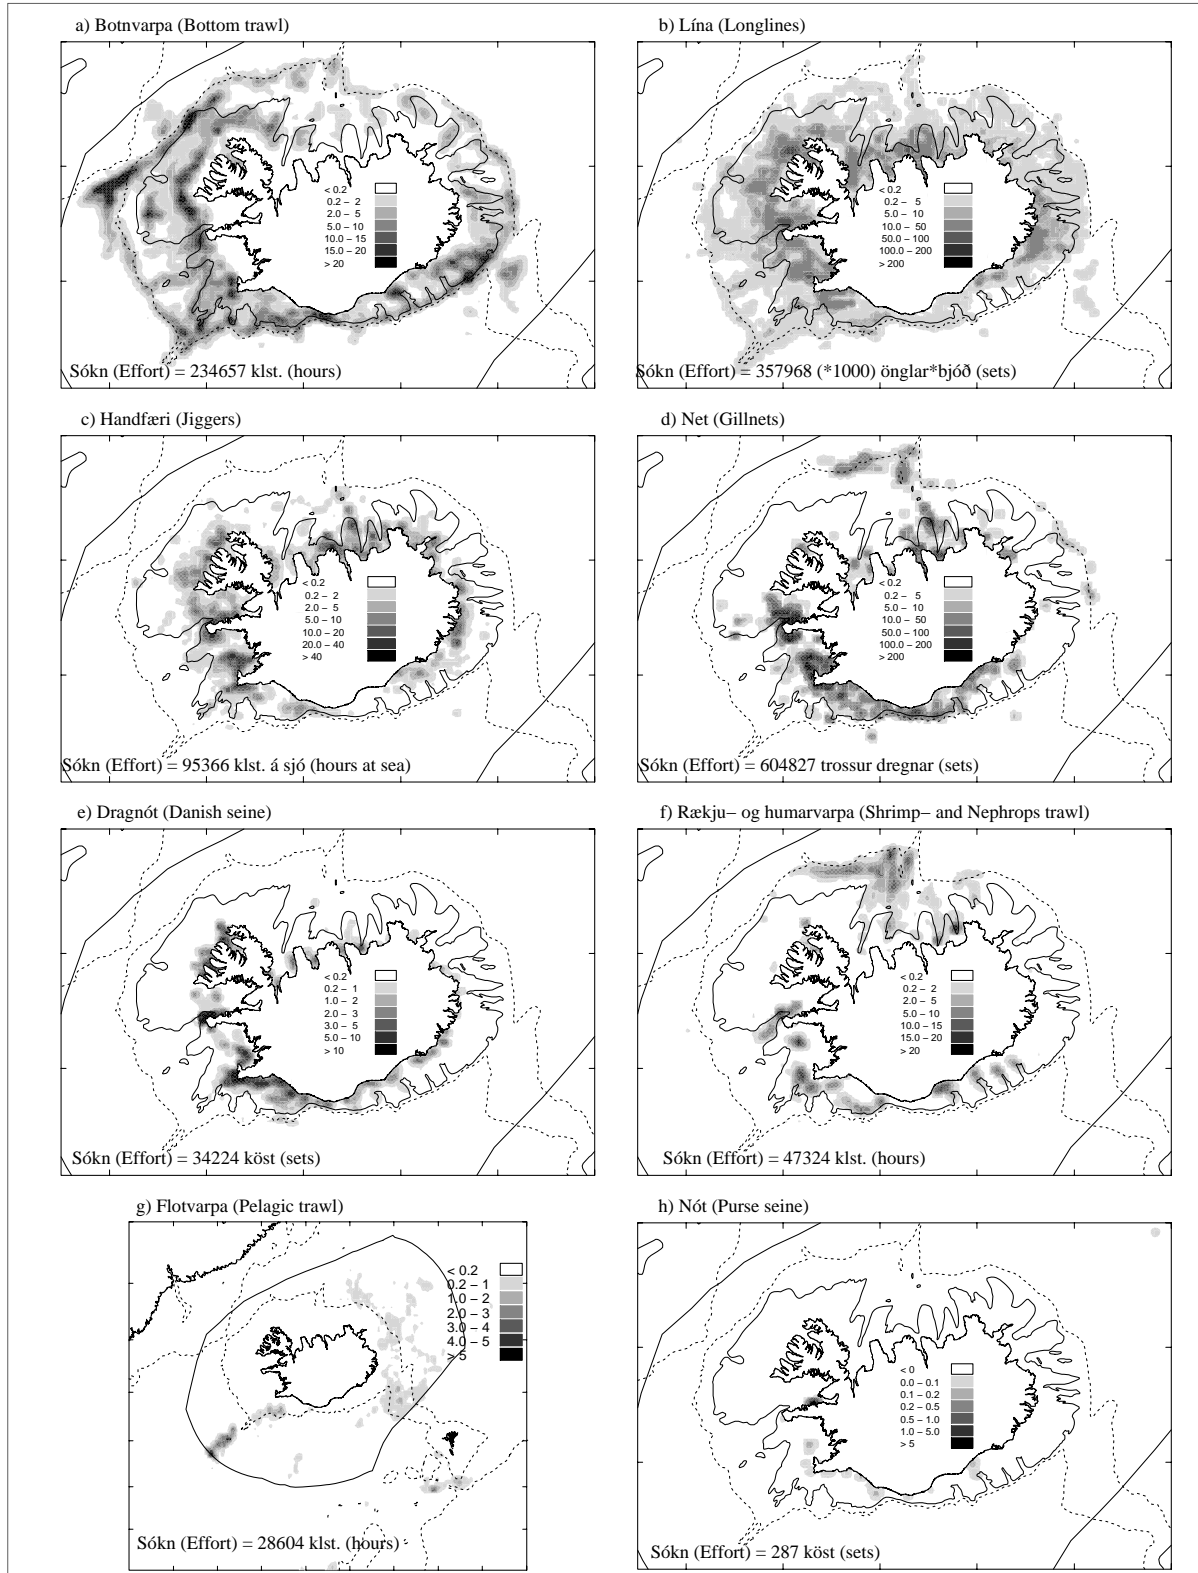 a) Botnvarpa (Bottom trawl)
< 0.2
0.2 – 2
2.0 – 5
5.0 – 10
10.0 – 15
15.0 – 20
> 20
Sókn (Effort) = 234657 klst. (hours)
b) Lína (Longlines)
< 0.2
0.2 – 5
5.0 – 10
10.0 – 50
50.0 – 100
100.0 – 200
> 200
Sókn (Effort) = 357968 (*1000) önglar*bjóð (sets)
c) Handfæri (Jiggers)
< 0.2
0.2 – 2
2.0 – 5
5.0 – 10
10.0 – 20
20.0 – 40
> 40
Sókn (Effort) = 95366 klst. á sjó (hours at sea)
d) Net (Gillnets)
< 0.2
0.2 – 5
5.0 – 10
10.0 – 50
50.0 – 100
100.0 – 200
> 200
Sókn (Effort) = 604827 trossur dregnar (sets)
e) Dragnót (Danish seine)
< 0.2
0.2 – 1
1.0 – 2
2.0 – 3
3.0 – 5
5.0 – 10
> 10
Sókn (Effort) = 34224 köst (sets)
f) Rækju– og humarvarpa (Shrimp– and Nephrops trawl)
< 0.2
0.2 – 2
2.0 – 5
5.0 – 10
10.0 – 15
15.0 – 20
> 20
Sókn (Effort) = 47324 klst. (hours)
g) Flotvarpa (Pelagic trawl)
< 0.2
0.2 – 1
1.0 – 2
2.0 – 3
3.0 – 4
4.0 – 5
> 5
Sókn (Effort) = 28604 klst. (hours)
h) Nót (Purse seine)
< 0
0.0 – 0.1
0.1 – 0.2
0.2 – 0.5
0.5 – 1.0
1.0 – 5.0
> 5
Sókn (Effort) = 287 köst (sets)